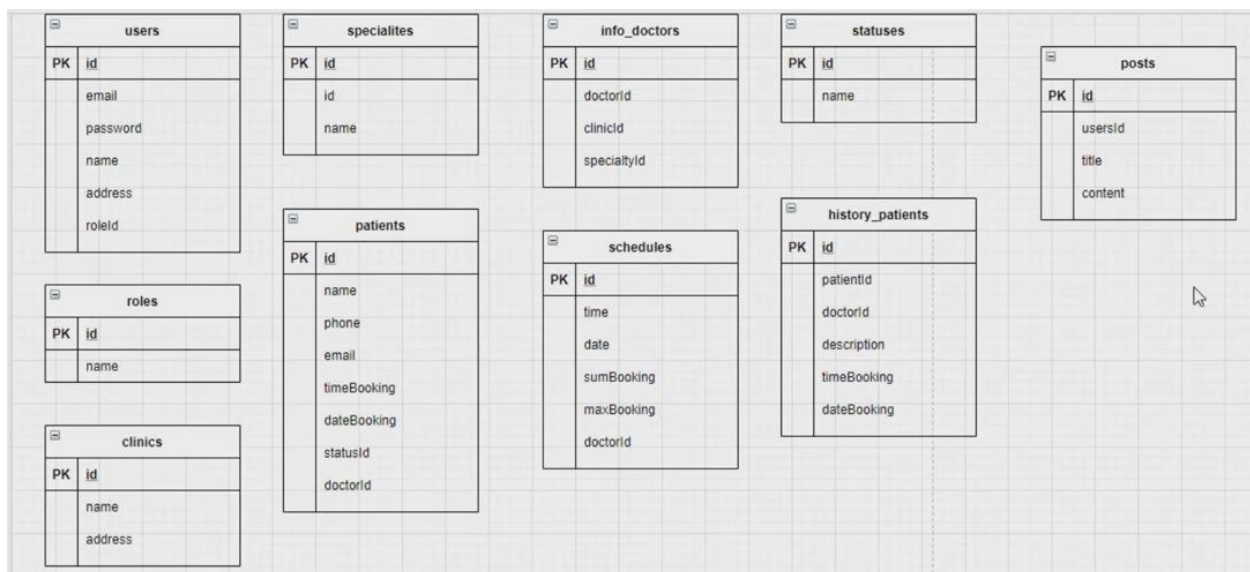 users
PK id
email
password
name
address
roleId
roles
PK id
name
clinics
PK id
name
address
specialites
PK id
id
name
patients
PK id
name
phone
email
timeBooking
dateBooking
statusId
doctorId
info_doctors
PK id
doctorId
clinicId
specialtyId
schedules
PK id
time
date
sumBooking
maxBooking
doctorId
statuses
PK id
name
history_patients
PK id
patientId
doctorId
description
timeBooking
dateBooking
posts
PK id
usersId
title
content